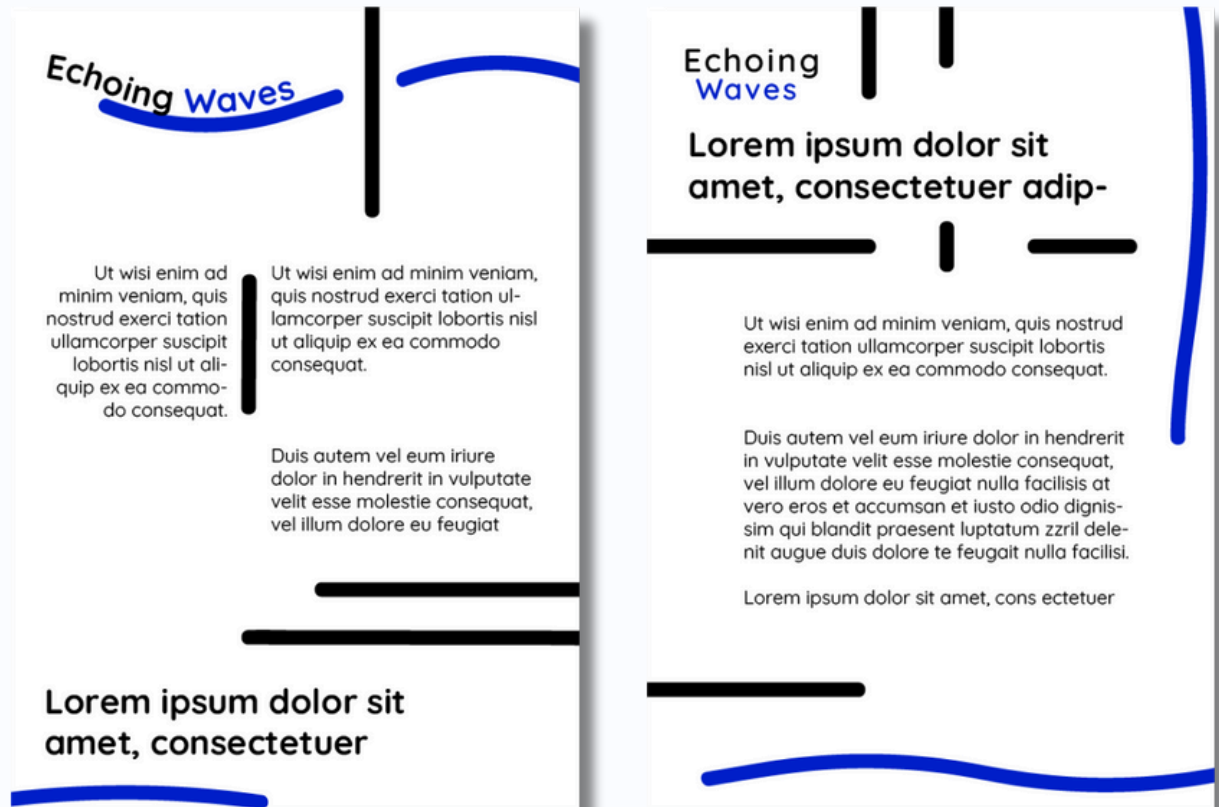 Echoing Waves
Ut wisi enim ad
minim veniam, quis
nostrud exerci tation
ullamcorper suscipit
lobortis nisl ut ali-
quip ex ea commo-
do consequat.
Ut wisi enim ad minim veniam,
quis nostrud exerci tation ul-
lamcorper suscipit lobortis nisl
ut aliquip ex ea commodo
consequat.
Duis autem vel eum iriure
dolor in hendrerit in vulputate
velit esse molestie consequat,
vel illum dolore eu feugiat
Lorem ipsum dolor sit
amet, consectetuer
Echoing
Waves
Lorem ipsum dolor sit
amet, consectetuer adip-
Ut wisi enim ad minim veniam, quis nostrud
exerci tation ullamcorper suscipit lobortis
nisl ut aliquip ex ea commodo consequat.
Duis autem vel eum iriure dolor in hendrerit
in vulputate velit esse molestie consequat,
vel illum dolore eu feugiat nulla facilisis at
vero eros et accumsan et iusto odio dignis-
sim qui blandit praesent luptatum zzril dele-
nit augue duis dolore te feugait nulla facilisi.
Lorem ipsum dolor sit amet, cons ectetuer